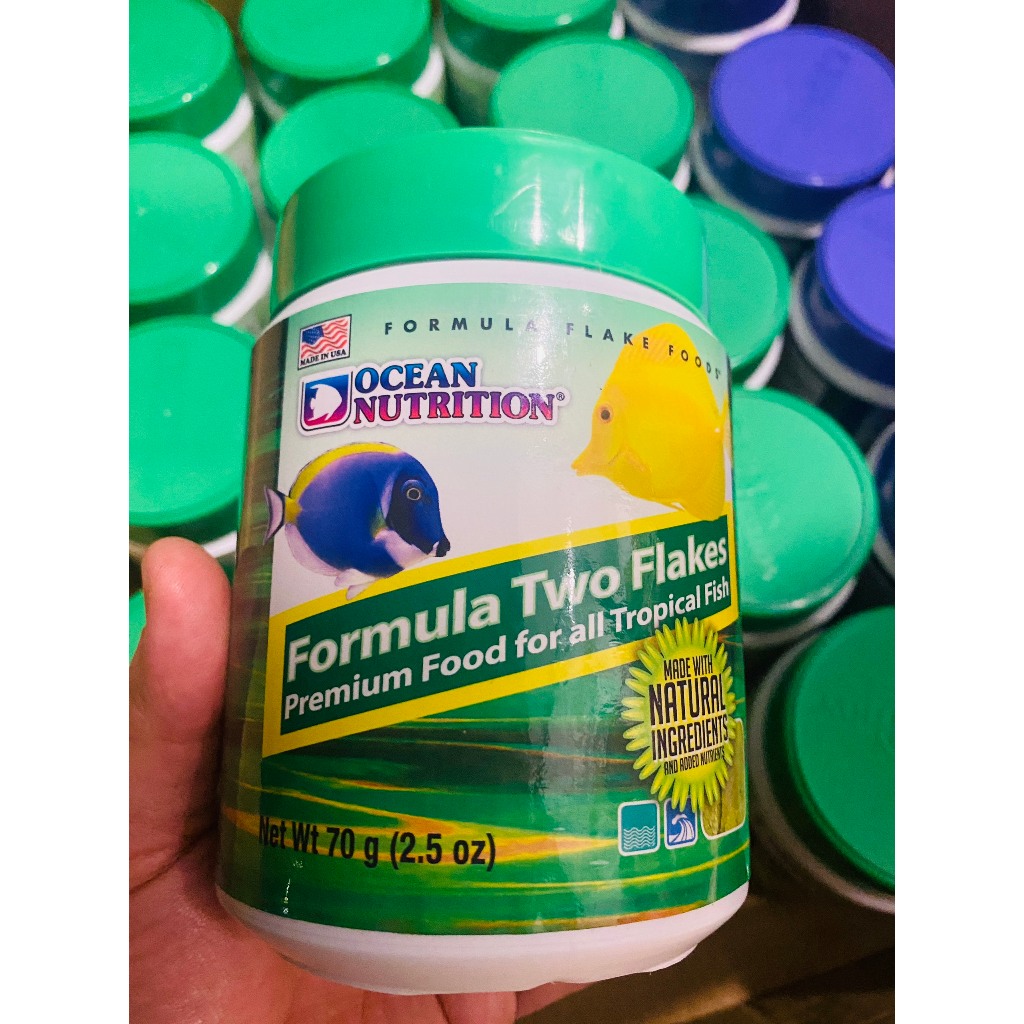 FORMULA FLAKE FOODS™
MADE IN USA
OCEAN
NUTRITION®
Formula Two Flakes
Premium Food for all Tropical Fish
MADE WITH
NATURAL
INGREDIENTS
AND ADDED NUTRIENTS
Net Wt 70 g (2.5 oz)